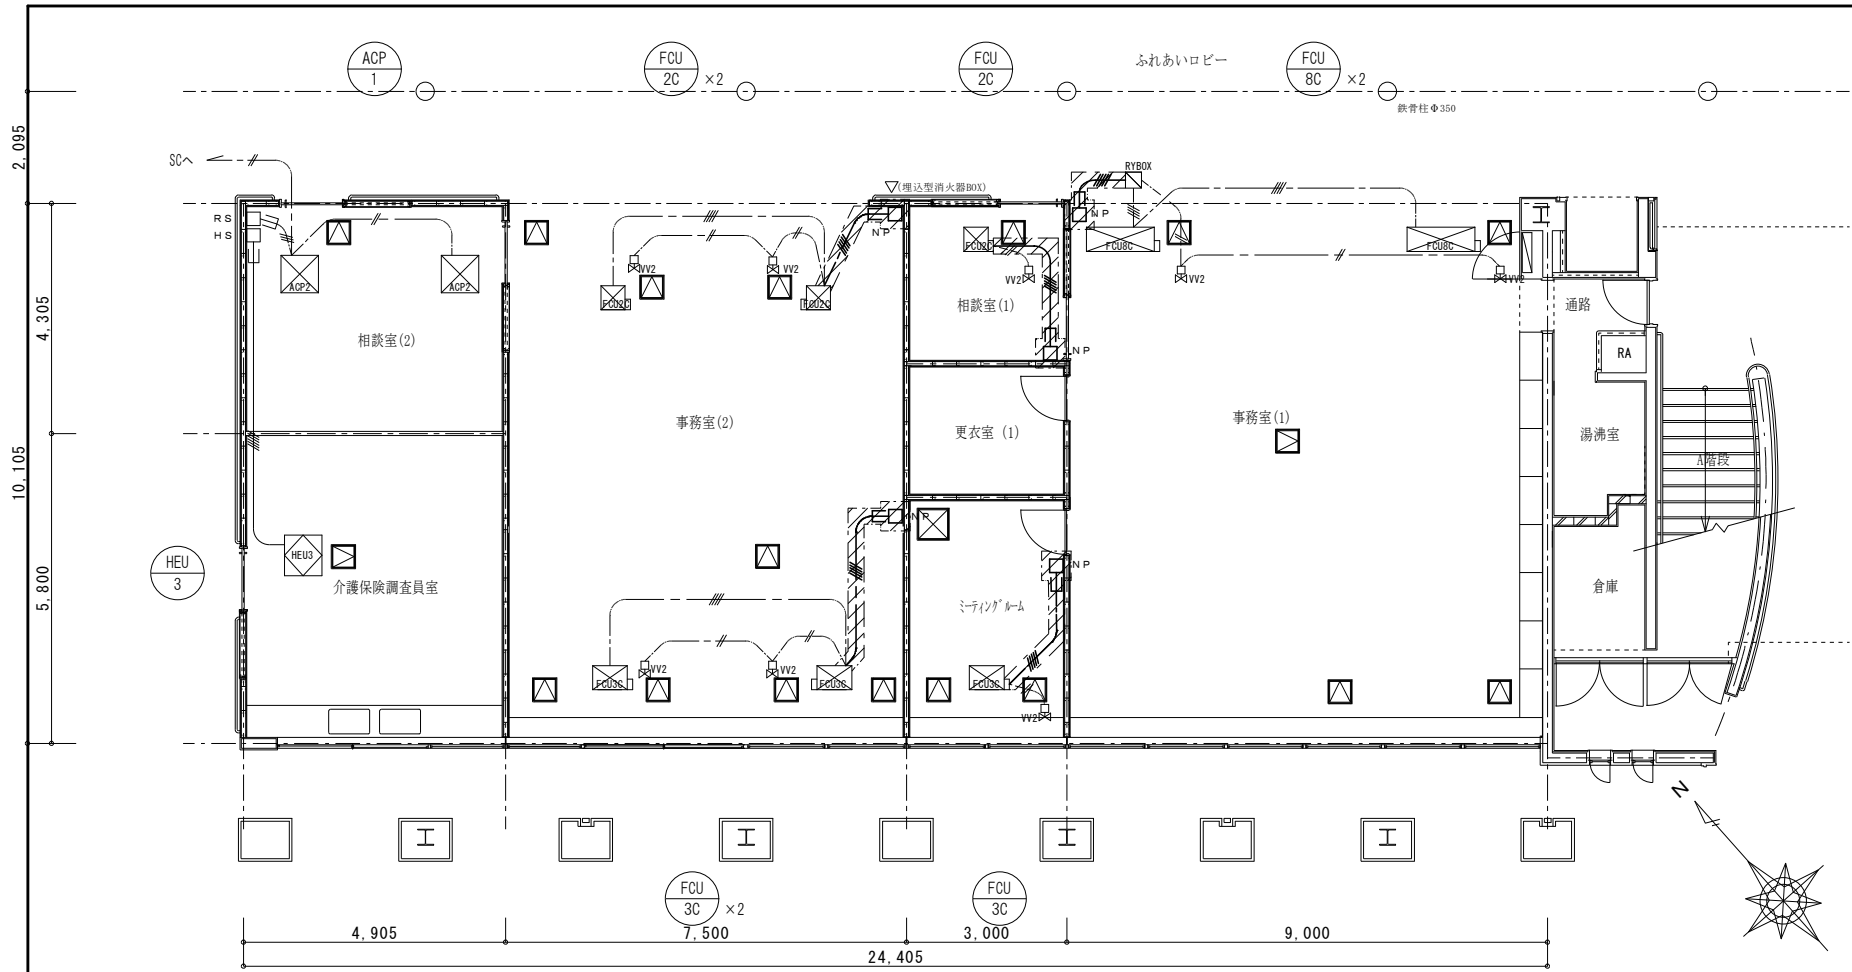 ACP
1
FCU
2C ×2
FCU
2C
ふれあいロビー
FCU
8C ×2
鉄骨柱Φ350
2,095
SCへ
▽(埋込型消火器BOX)
RYBOX
RS
HS
NP
NP
ACP2
ACP2
VV2
VV2
FCU2C
FCU2C
FCU2C
VV2
FCU8C
FCU8C
VV2
VV2
4,305
相談室(2)
相談室(1)
NP
通路
RA
事務室(2)
更衣室 (1)
事務室(1)
湯沸室
A階段
10,105
NP
HEU
3
HEU3
介護保険調査員室
NP
ミーティングルーム
倉庫
5,800
VV2
VV2
FCU3C
FCU3C
FCU3C
VV2
N
FCU
3C ×2
FCU
3C
4,905
7,500
3,000
9,000
24,405